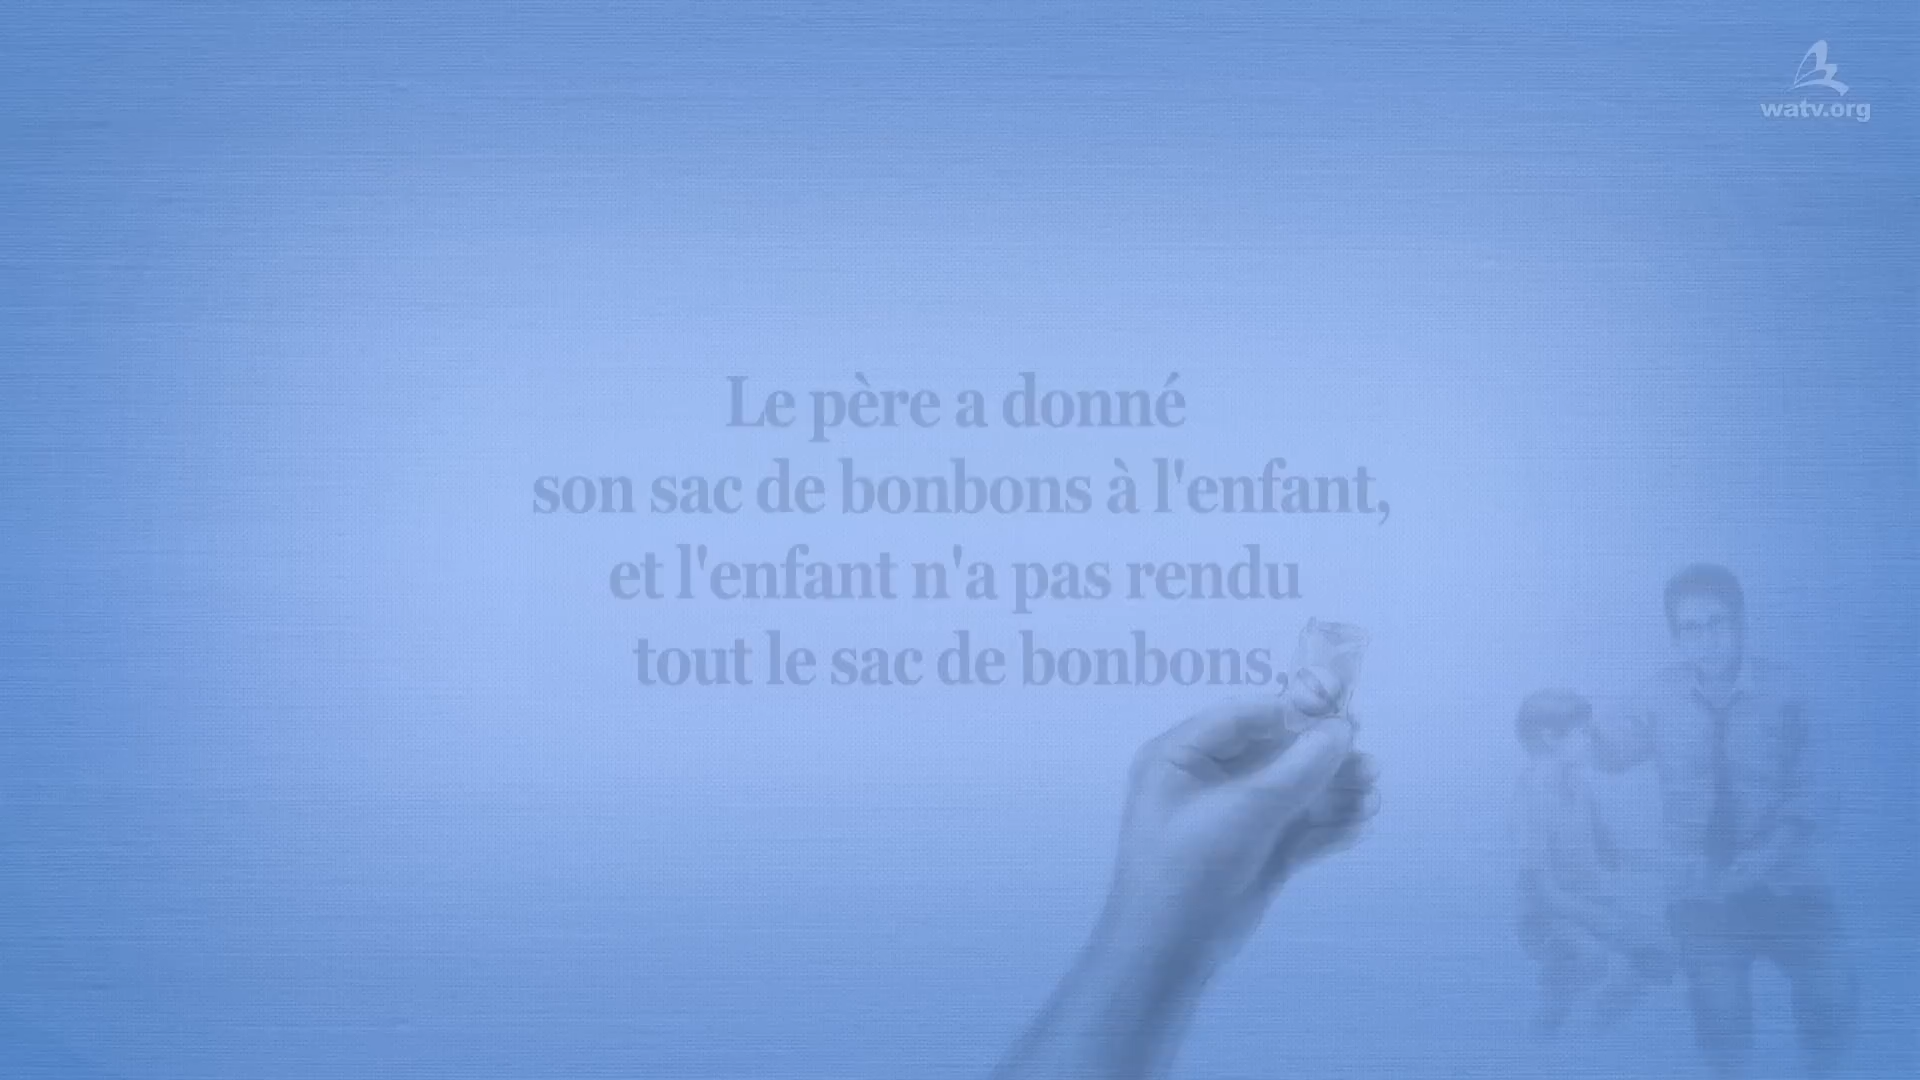 watv.org
Le père a donné
son sac de bonbons à l'enfant,
et l'enfant n'a pas rendu
tout le sac de bonbons,